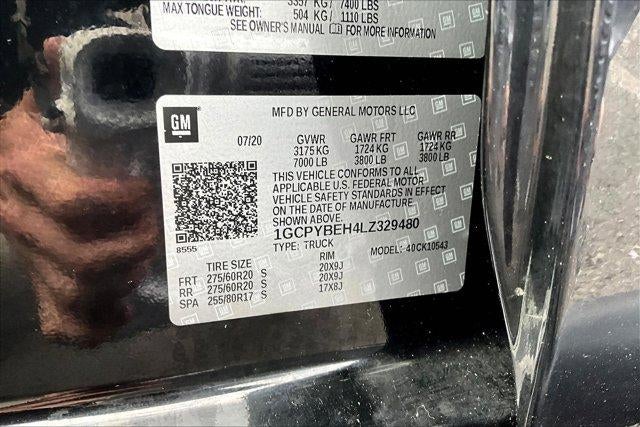 3357 KG / 7400 LBS
MAX TONGUE WEIGHT: 504 KG / 1110 LBS
SEE OWNER'S MANUAL FOR MORE INFORMATION
GM
MFD BY GENERAL MOTORS LLC
07/20 GVWR GAWR FRT GAWR RR
3175 KG 1724 KG 1724 KG
7000 LB 3800 LB 3800 LB
THIS VEHICLE CONFORMS TO ALL
APPLICABLE U.S. FEDERAL MOTOR
VEHICLE SAFETY STANDARDS IN EFFECT
ON THE DATE OF MANUFACTURE
SHOWN ABOVE.
8555 1GCPYBEH4LZ329480
TYPE: TRUCK MODEL: 40CK10543
TIRE SIZE RIM
FRT 275/60R20 S 20X9J
RR 275/60R20 S 20X9J
SPA 255/80R17 S 17X8J